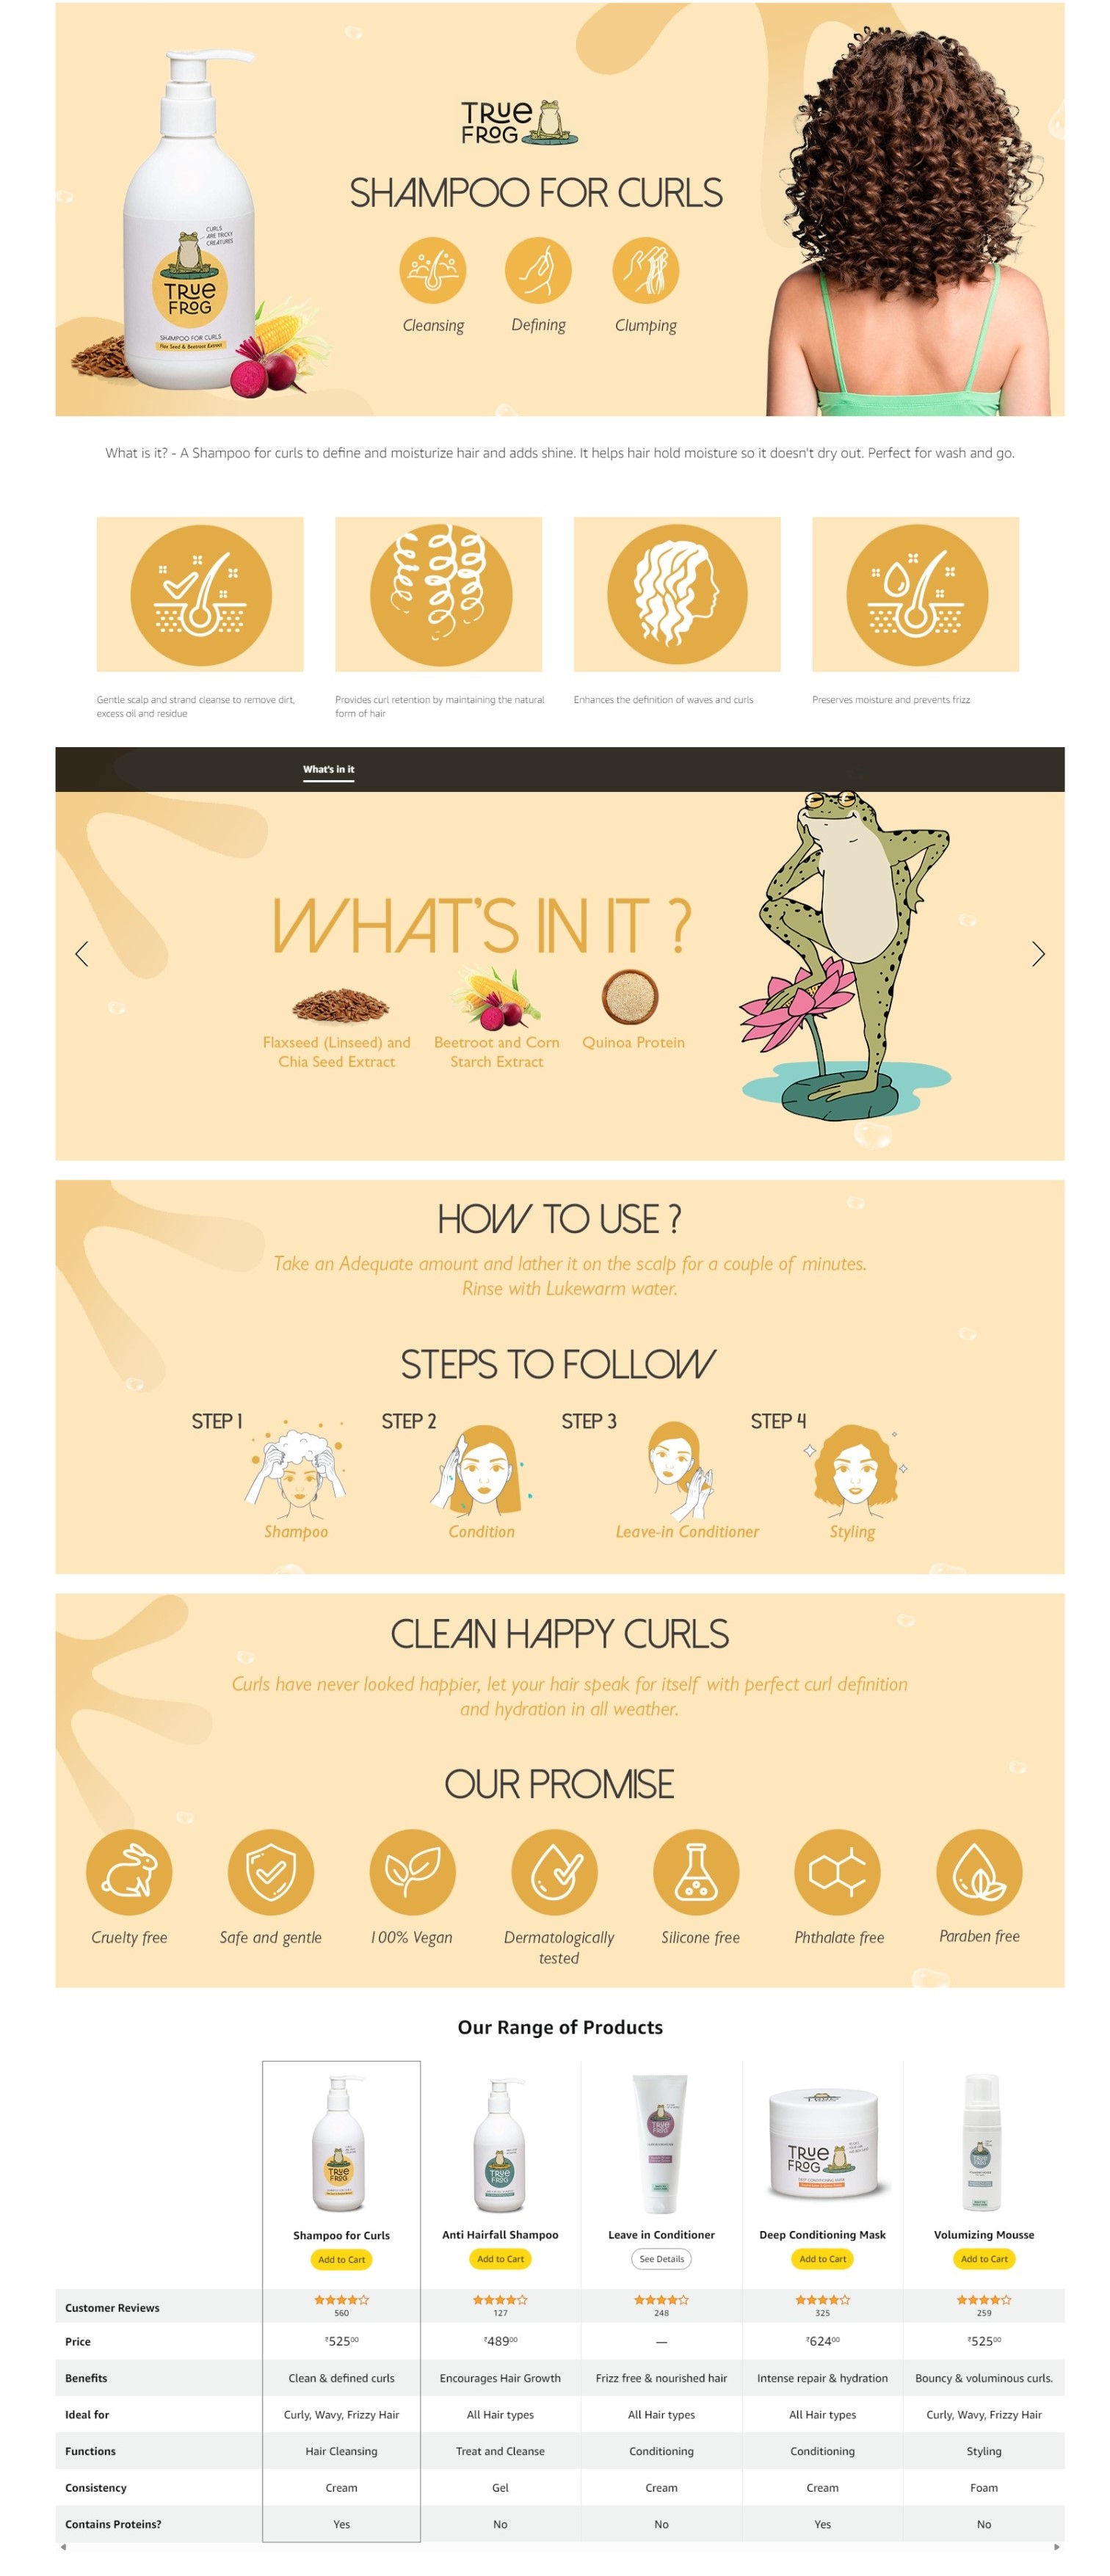 TRUE
FROG
SHAMPOO FOR CURLS
CURLS
ARE TRICKY
CREATURES
TRUE
FROG
SHAMPOO FOR CURLS
Flax Seed & Beetroot Extract
Cleansing
Defining
Clumping
What is it? - A Shampoo for curls to define and moisturize hair and adds shine. It helps hair hold moisture so it doesn't dry out. Perfect for wash and go.
Gentle scalp and strand cleanse to remove dirt,
excess oil and residue
Provides curl retention by maintaining the natural
form of hair
Enhances the definition of waves and curls
Preserves moisture and prevents frizz
What's in it
WHAT'S IN IT ?
Flaxseed (Linseed) and
Chia Seed Extract
Beetroot and Corn
Starch Extract
Quinoa Protein
HOW TO USE ?
Take an Adequate amount and lather it on the scalp for a couple of minutes.
Rinse with Lukewarm water.
STEPS TO FOLLOW
STEP 1
Shampoo
STEP 2
Condition
STEP 3
Leave-in Conditioner
STEP 4
Styling
CLEAN HAPPY CURLS
Curls have never looked happier, let your hair speak for itself with perfect curl definition
and hydration in all weather.
OUR PROMISE
Cruelty free
Safe and gentle
100% Vegan
Dermatologically
tested
Silicone free
Phthalate free
Paraben free
Our Range of Products
TRUE
FROG
TRUE
FROG
TRUE
FROG
TRUE
FROG
TRUE
FROG
Shampoo for Curls
Anti Hairfall Shampoo
Leave in Conditioner
Deep Conditioning Mask
Volumizing Mousse
Add to Cart
Add to Cart
See Details
Add to Cart
Add to Cart
Customer Reviews
560
127
248
325
259
Price
₹525⁰⁰
₹489⁰⁰
—
₹624⁰⁰
₹525⁰⁰
Benefits
Clean & defined curls
Encourages Hair Growth
Frizz free & nourished hair
Intense repair & hydration
Bouncy & voluminous curls.
Ideal for
Curly, Wavy, Frizzy Hair
All Hair types
All Hair types
All Hair types
Curly, Wavy, Frizzy Hair
Functions
Hair Cleansing
Treat and Cleanse
Conditioning
Conditioning
Styling
Consistency
Cream
Gel
Cream
Cream
Foam
Contains Proteins?
Yes
No
No
Yes
No